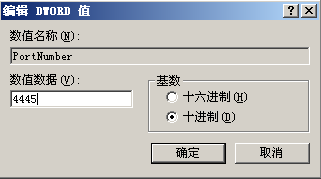 编辑 DWORD 值
数值名称(N):
PortNumber
数值数据(V):
4445
基数
十六进制(H)
十进制(D)
确定
取消